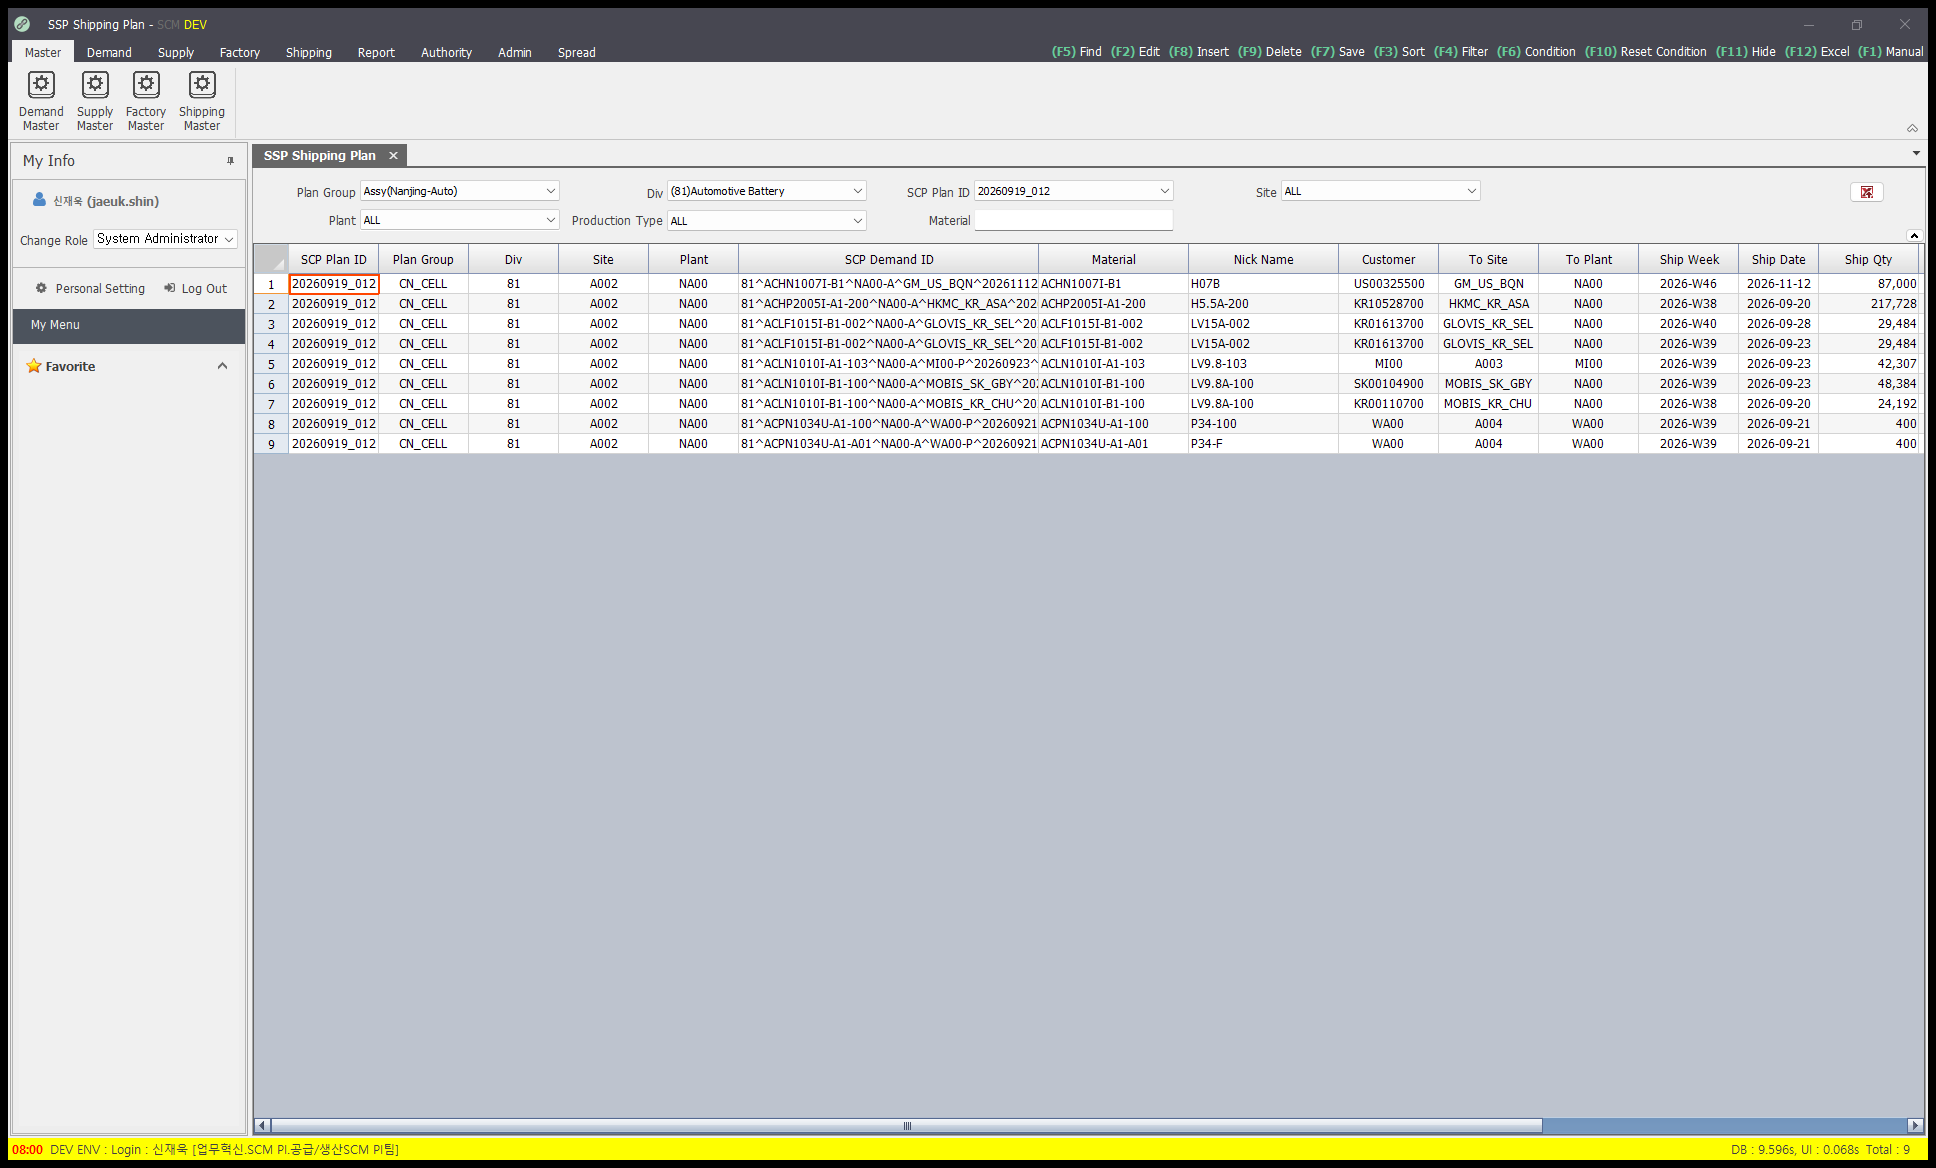 SSP Shipping Plan - SCM DEV
Master Demand Supply Factory Shipping Report Authority Admin Spread (F5) Find (F2) Edit (F8) Insert (F9) Delete (F7) Save (F3) Sort (F4) Filter (F6) Condition (F10) Reset Condition (F11) Hide (F12) Excel (F1) Manual
Demand Master Supply Master Factory Master Shipping Master
My Info
신재욱 (jaeuk.shin)
Change Role System Administrator
Personal Setting Log Out
My Menu
Favorite
SSP Shipping Plan
Plan Group Assy(Nanjing-Auto) Div (81)Automotive Battery SCP Plan ID 20260919_012 Site ALL
Plant ALL Production Type ALL Material
SCP Plan ID Plan Group Div Site Plant SCP Demand ID Material Nick Name Customer To Site To Plant Ship Week Ship Date Ship Qty
1 20260919_012 CN_CELL 81 A002 NA00 81^ACHN1007I-B1^NA00-A^GM_US_BQN^20261112 ACHN1007I-B1 H07B US00325500 GM_US_BQN NA00 2026-W46 2026-11-12 87,000
2 20260919_012 CN_CELL 81 A002 NA00 81^ACHP2005I-A1-200^NA00-A^HKMC_KR_ASA^202 ACHP2005I-A1-200 H5.5A-200 KR10528700 HKMC_KR_ASA NA00 2026-W38 2026-09-20 217,728
3 20260919_012 CN_CELL 81 A002 NA00 81^ACLF1015I-B1-002^NA00-A^GLOVIS_KR_SEL^20 ACLF1015I-B1-002 LV15A-002 KR01613700 GLOVIS_KR_SEL NA00 2026-W40 2026-09-28 29,484
4 20260919_012 CN_CELL 81 A002 NA00 81^ACLF1015I-B1-002^NA00-A^GLOVIS_KR_SEL^20 ACLF1015I-B1-002 LV15A-002 KR01613700 GLOVIS_KR_SEL NA00 2026-W39 2026-09-23 29,484
5 20260919_012 CN_CELL 81 A002 NA00 81^ACLN1010I-A1-103^NA00-A^MI00-P^20260923^ ACLN1010I-A1-103 LV9.8-103 MI00 A003 MI00 2026-W39 2026-09-23 42,307
6 20260919_012 CN_CELL 81 A002 NA00 81^ACLN1010I-B1-100^NA00-A^MOBIS_SK_GBY^202 ACLN1010I-B1-100 LV9.8A-100 SK00104900 MOBIS_SK_GBY NA00 2026-W39 2026-09-23 48,384
7 20260919_012 CN_CELL 81 A002 NA00 81^ACLN1010I-B1-100^NA00-A^MOBIS_KR_CHU^20 ACLN1010I-B1-100 LV9.8A-100 KR00110700 MOBIS_KR_CHU NA00 2026-W38 2026-09-20 24,192
8 20260919_012 CN_CELL 81 A002 NA00 81^ACPN1034U-A1-100^NA00-A^WA00-P^20260921 ACPN1034U-A1-100 P34-100 WA00 A004 WA00 2026-W39 2026-09-21 400
9 20260919_012 CN_CELL 81 A002 NA00 81^ACPN1034U-A1-A01^NA00-A^WA00-P^20260921 ACPN1034U-A1-A01 P34-F WA00 A004 WA00 2026-W39 2026-09-21 400
08:00 DEV ENV : Login : 신재욱 [업무혁신.SCM PI.공급/생산SCM PI팀] DB : 9.596s, UI : 0.068s Total : 9